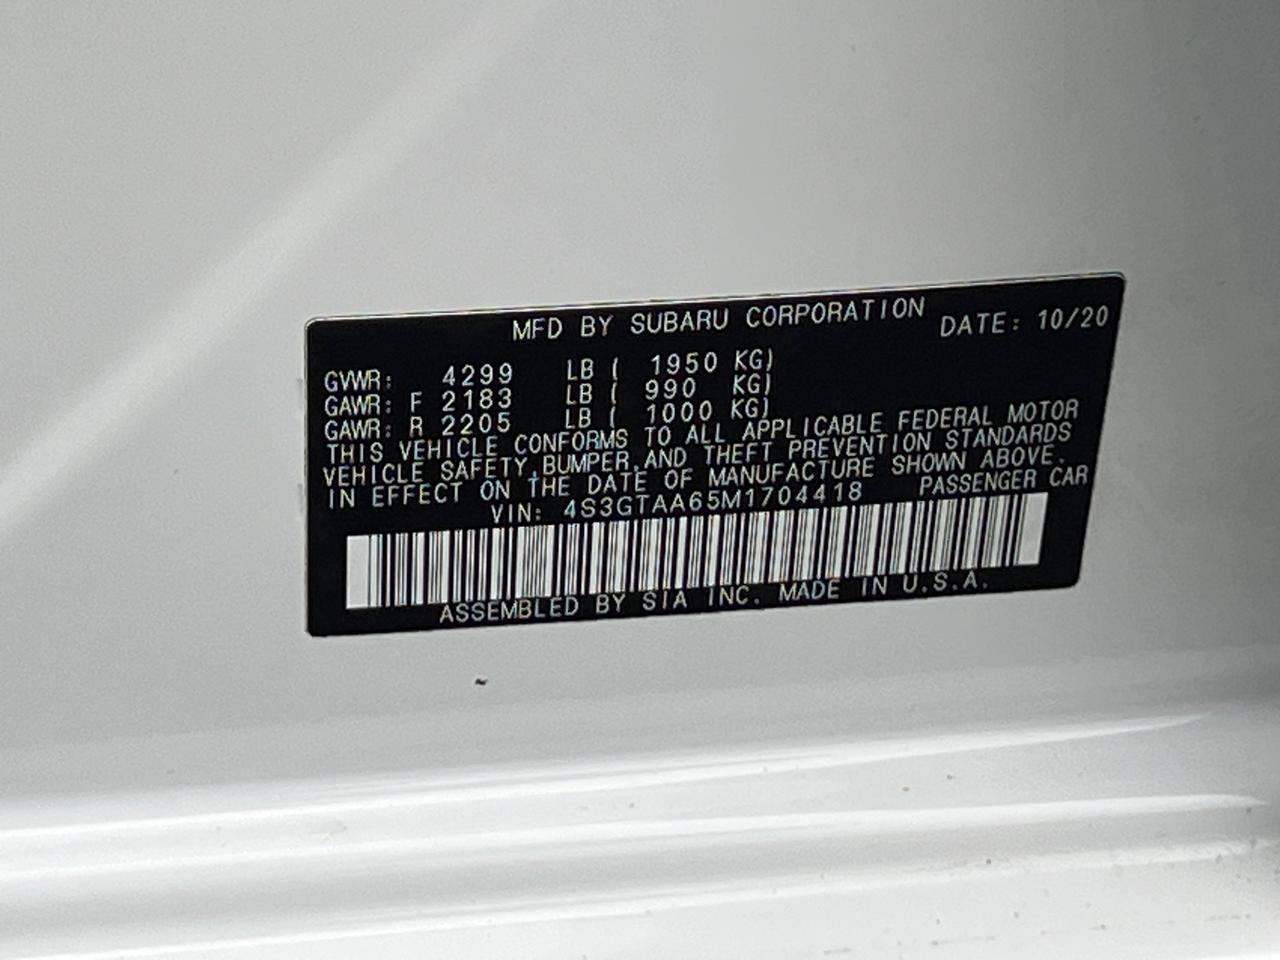 MFD BY SUBARU CORPORATION DATE: 10/20
GVWR: 4299 LB ( 1950 KG)
GAWR: F 2183 LB ( 990 KG)
GAWR: R 2205 LB ( 1000 KG)
THIS VEHICLE CONFORMS TO ALL APPLICABLE FEDERAL MOTOR
VEHICLE SAFETY,BUMPER,AND THEFT PREVENTION STANDARDS
IN EFFECT ON THE DATE OF MANUFACTURE SHOWN ABOVE.
VIN: 4S3GTAA65M1704418 PASSENGER CAR
ASSEMBLED BY SIA INC. MADE IN U.S.A.